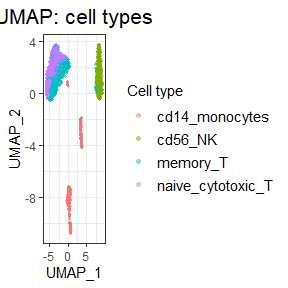 UMAP: cell types
4
0
-4
-8
UMAP_2
-5
0
5
UMAP_1
Cell type
cd14_monocytes
cd56_NK
memory_T
naive_cytotoxic_T